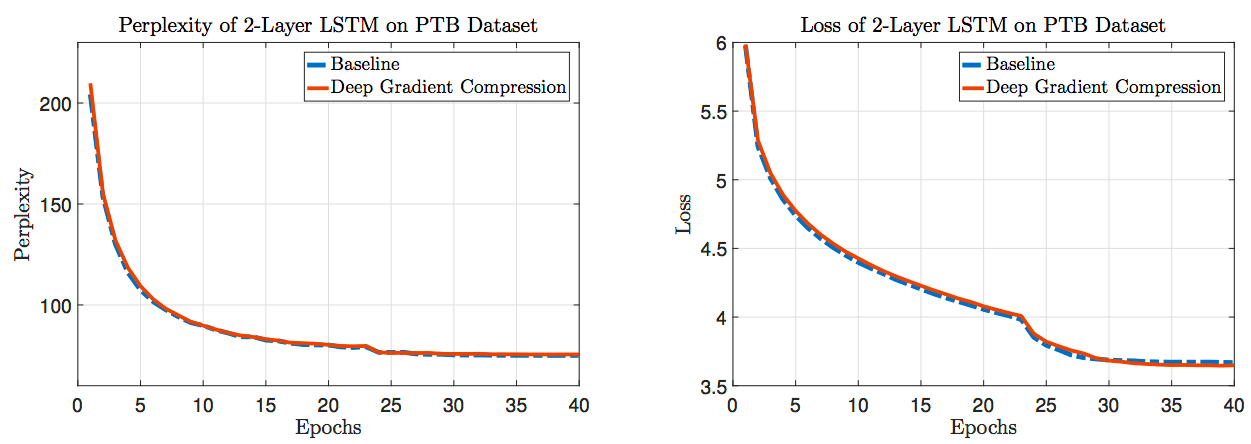 Perplexity of 2-Layer LSTM on PTB Dataset
Baseline
Deep Gradient Compression
200
150
100
Perplexity
0 5 10 15 20 25 30 35 40
Epochs
Loss of 2-Layer LSTM on PTB Dataset
Baseline
Deep Gradient Compression
6
5.5
5
4.5
4
3.5
Loss
0 5 10 15 20 25 30 35 40
Epochs